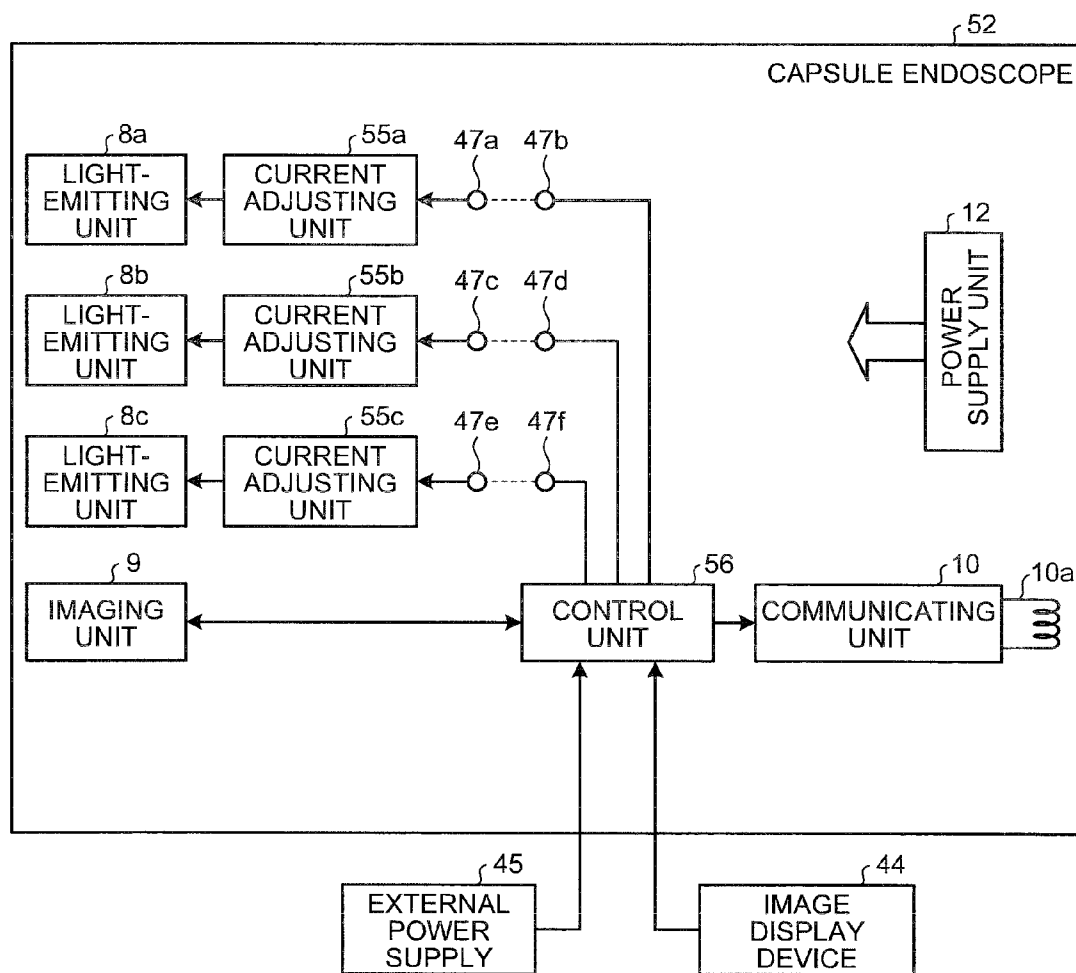 52
CAPSULE ENDOSCOPE
8a
LIGHT-
EMITTING
UNIT
55a
CURRENT
ADJUSTING
UNIT
47a
47b
12
POWER
SUPPLY UNIT
8b
LIGHT-
EMITTING
UNIT
55b
CURRENT
ADJUSTING
UNIT
47c
47d
8c
LIGHT-
EMITTING
UNIT
55c
CURRENT
ADJUSTING
UNIT
47e
47f
9
IMAGING
UNIT
56
CONTROL
UNIT
10
COMMUNICATING
UNIT
10a
45
EXTERNAL
POWER
SUPPLY
44
IMAGE
DISPLAY
DEVICE